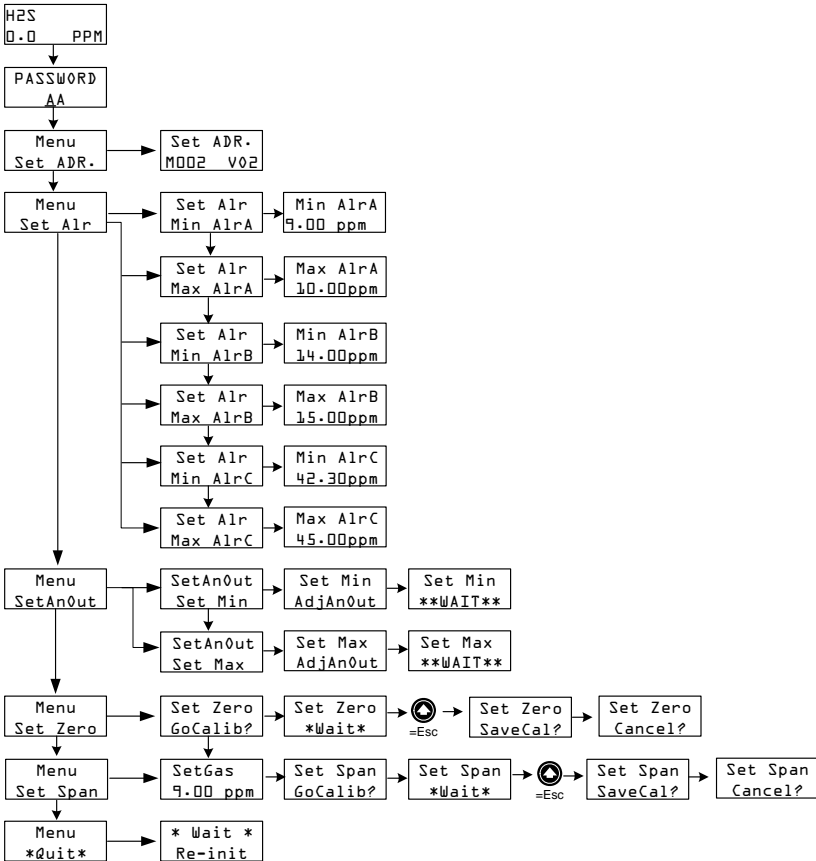 H2S
0.0 PPM
PASSWORD
AA
Menu
Set ADR.
Set ADR.
M002 V02
Menu
Set Alr
Set Alr
Min AlrA
Min AlrA
9.00 ppm
Set Alr
Max AlrA
Max AlrA
10.00ppm
Set Alr
Min AlrB
Min AlrB
14.00ppm
Set Alr
Max AlrB
Max AlrB
15.00ppm
Set Alr
Min AlrC
Min AlrC
42.30ppm
Set Alr
Max AlrC
Max AlrC
45.00ppm
Menu
SetAnOut
SetAnOut
Set Min
Set Min
AdjAnOut
Set Min
**WAIT**
SetAnOut
Set Max
Set Max
AdjAnOut
Set Max
**WAIT**
Menu
Set Zero
Set Zero
GoCalib?
Set Zero
*Wait*
=Esc
Set Zero
SaveCal?
Set Zero
Cancel?
Menu
Set Span
SetGas
9.00 ppm
Set Span
GoCalib?
Set Span
*Wait*
=Esc
Set Span
SaveCal?
Set Span
Cancel?
Menu
*Quit*
* Wait *
Re-init